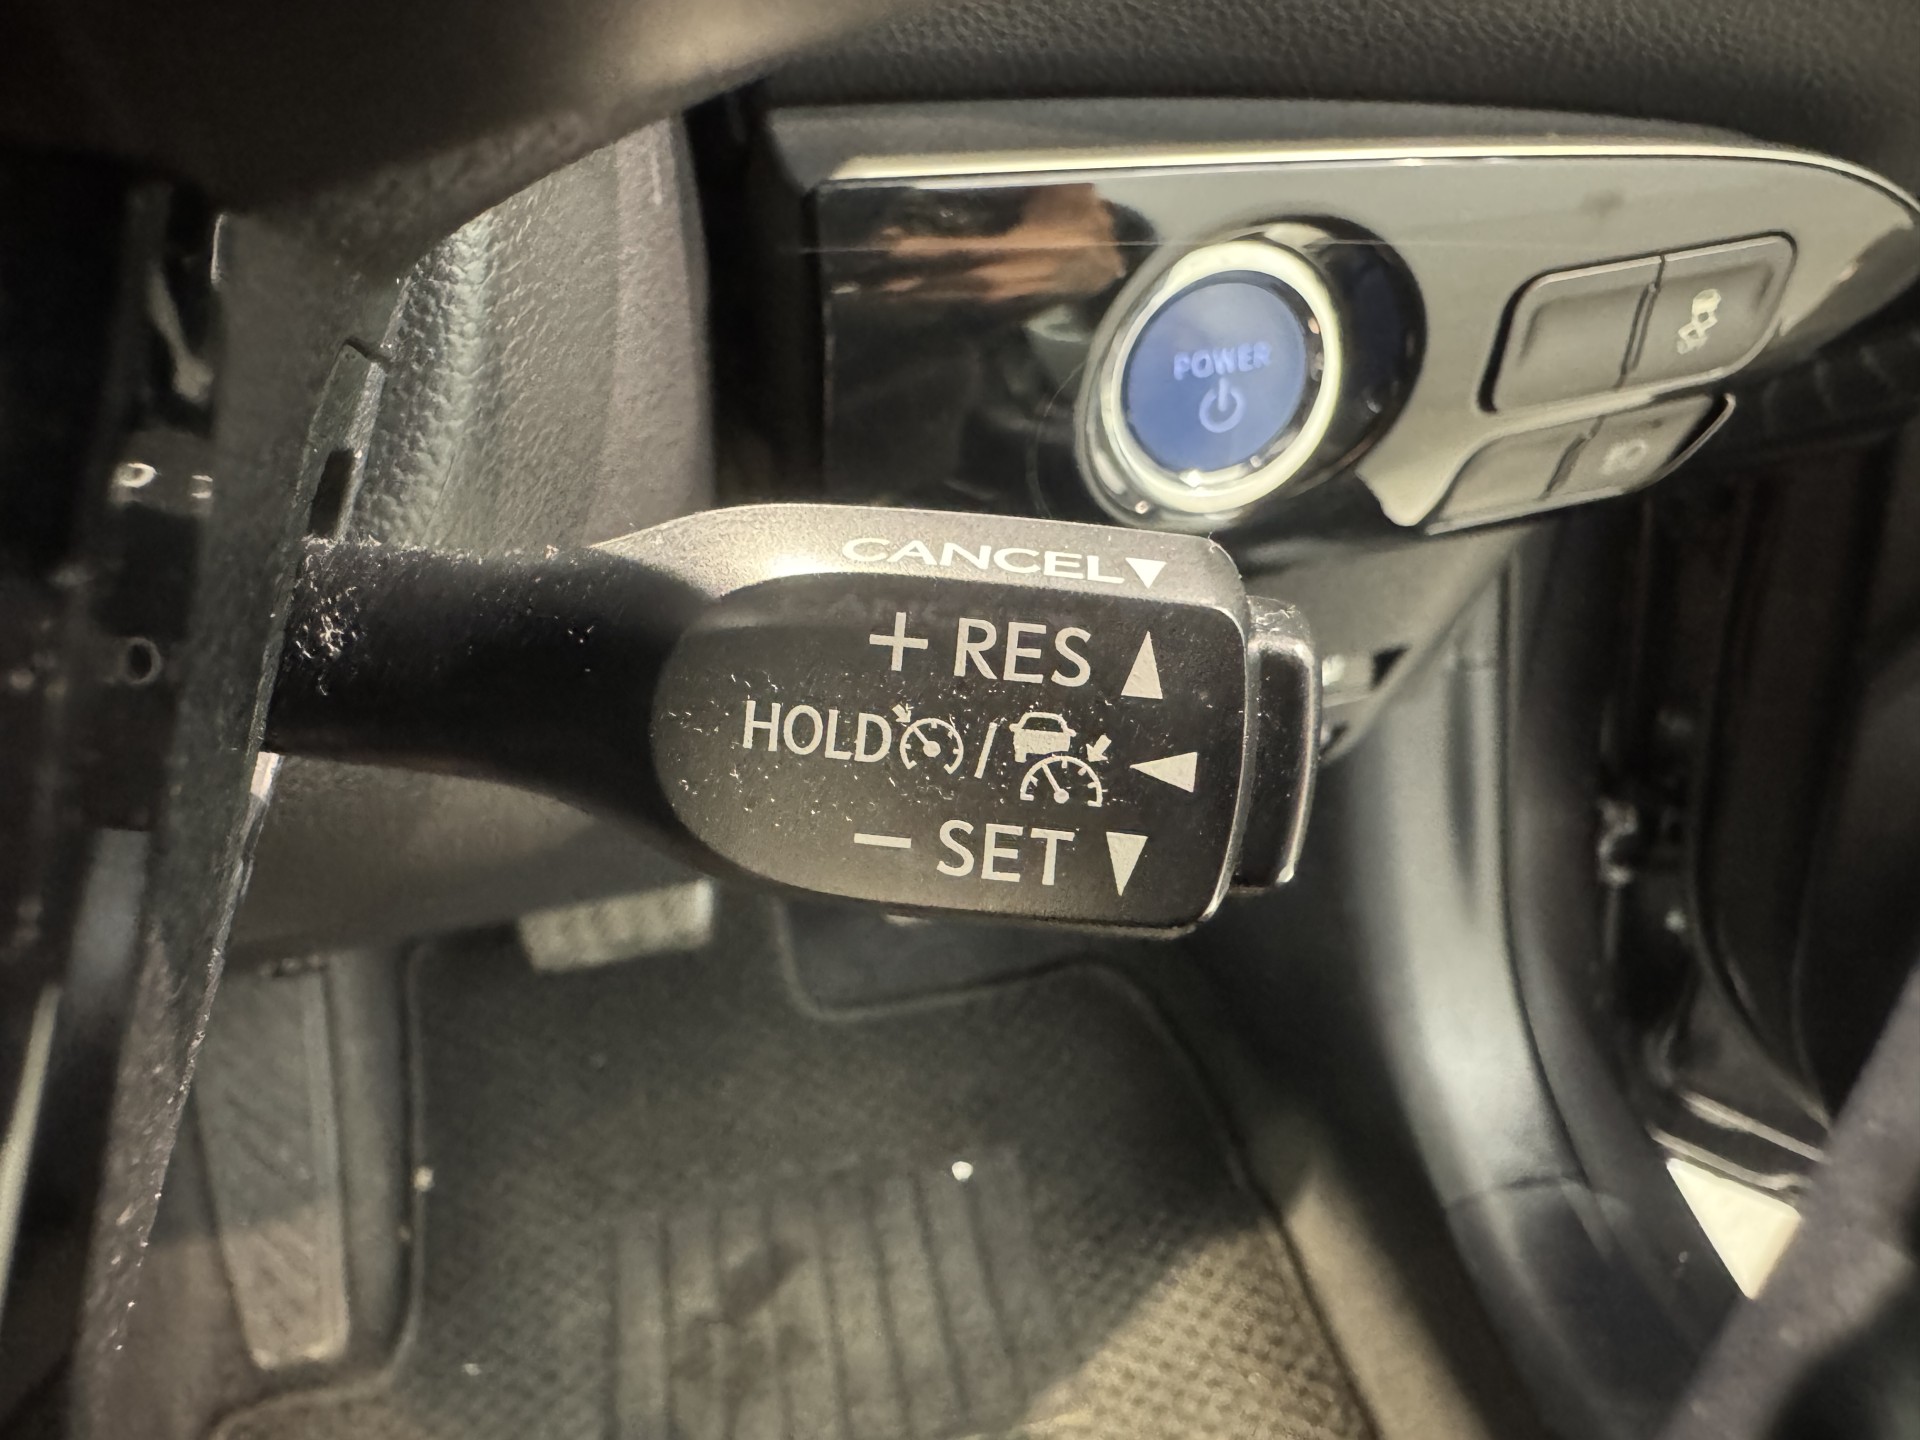 POWER
CANCEL▼
+ RES ▲
HOLD / ◀
– SET ▼